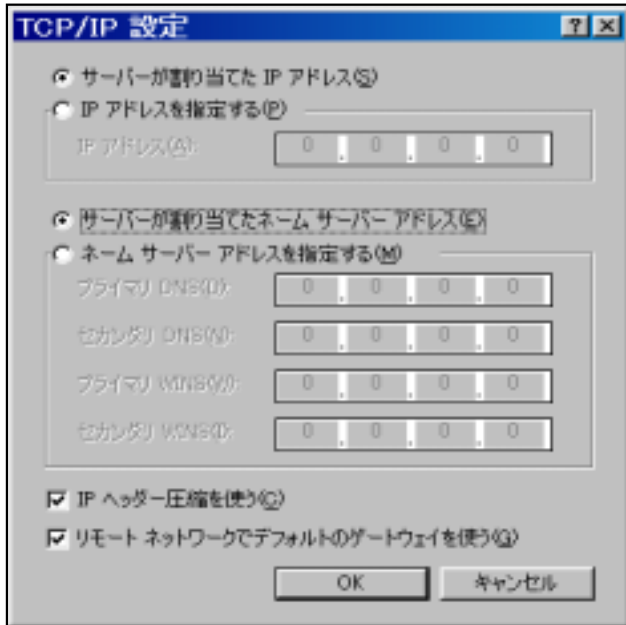 TCP/IP 設定
サーバーが割り当てた IP アドレス(S)
IP アドレスを指定する(P)
IP アドレス(A):
0 . 0 . 0 . 0
サーバーが割り当てたネーム サーバー アドレス(E)
ネーム サーバー アドレスを指定する(M)
プライマリ DNS(D):
0 . 0 . 0 . 0
セカンダリ DNS(N):
0 . 0 . 0 . 0
プライマリ WINS(W):
0 . 0 . 0 . 0
セカンダリ WINS(I):
0 . 0 . 0 . 0
IP ヘッダー圧縮を使う(C)
リモート ネットワークでデフォルトのゲートウェイを使う(G)
OK
キャンセル